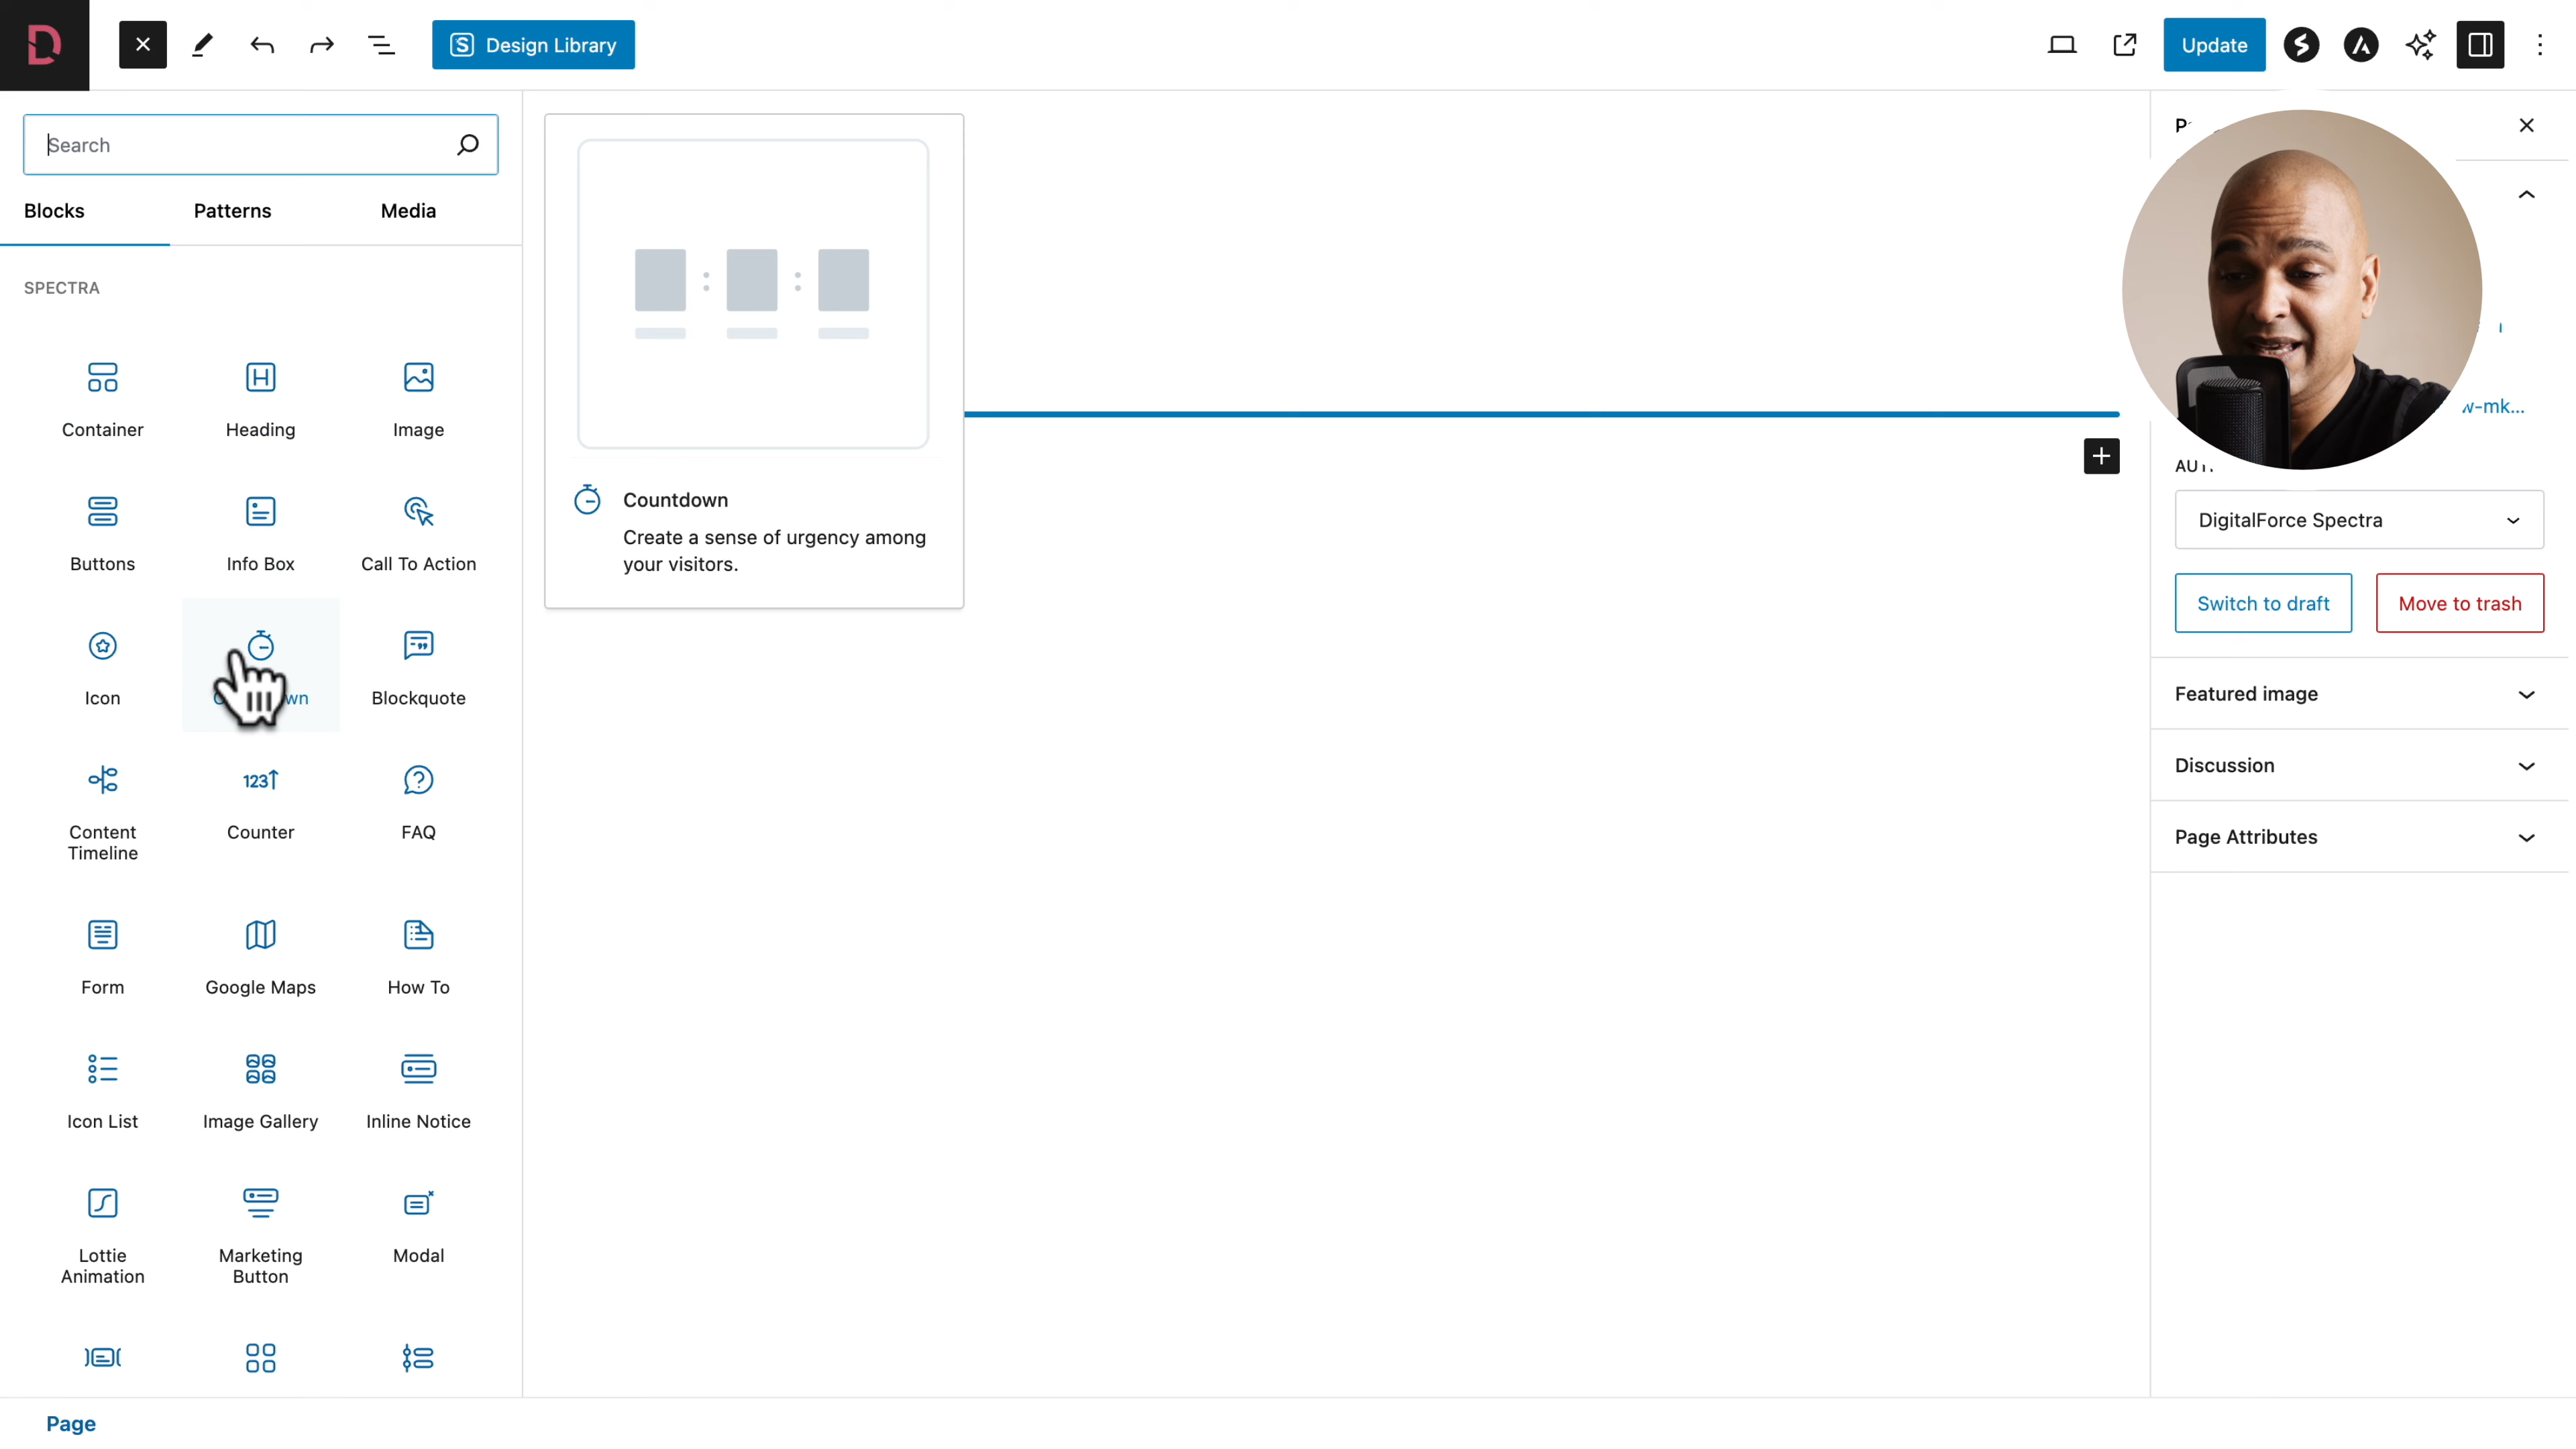 Design Library
Update
Search
Blocks
Patterns
Media
SPECTRA
Container
Heading
Image
Buttons
Info Box
Call To Action
Icon
Blockquote
Content
Timeline
123
Counter
FAQ
Form
Google Maps
How To
Icon List
Image Gallery
Inline Notice
Lottie
Animation
Marketing
Button
Modal
Countdown
Create a sense of urgency among
your visitors.
DigitalForce Spectra
Switch to draft
Move to trash
Featured image
Discussion
Page Attributes
Page